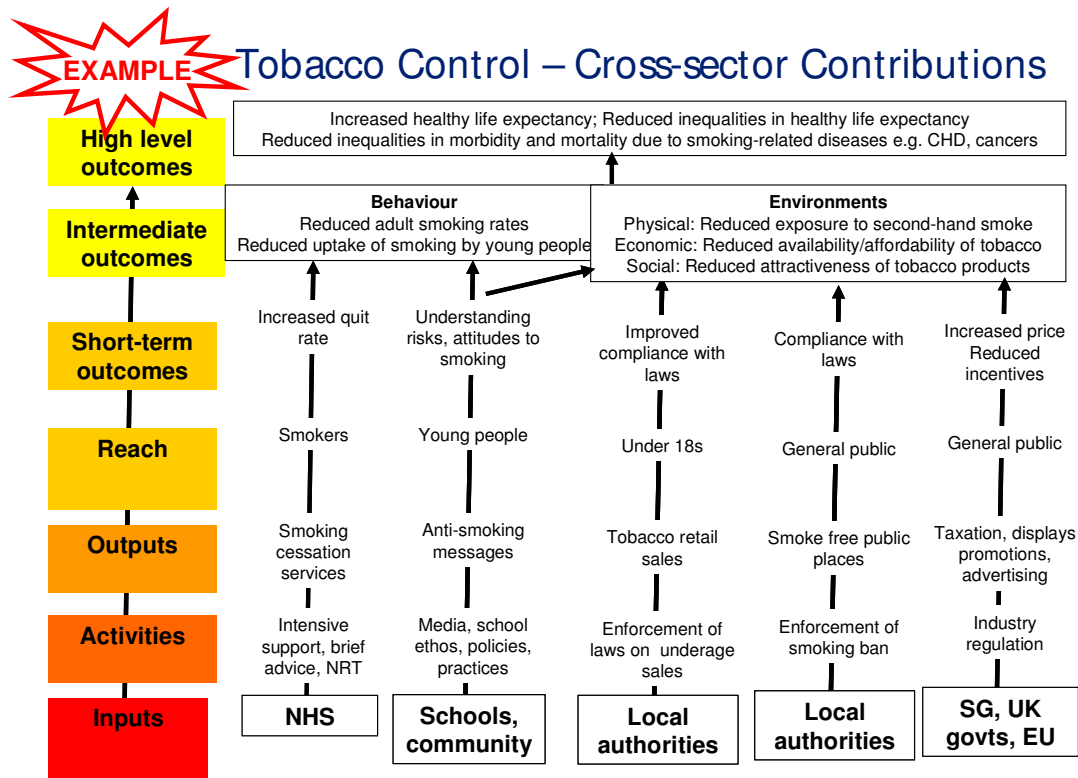 EXAMPLE
Tobacco Control – Cross-sector Contributions
High level
outcomes
Increased healthy life expectancy; Reduced inequalities in healthy life expectancy
Reduced inequalities in morbidity and mortality due to smoking-related diseases e.g. CHD, cancers
Intermediate
outcomes
Behaviour
Reduced adult smoking rates
Reduced uptake of smoking by young people
Environments
Physical: Reduced exposure to second-hand smoke
Economic: Reduced availability/affordability of tobacco
Social: Reduced attractiveness of tobacco products
Short-term
outcomes
Increased quit
rate
Understanding
risks, attitudes to
smoking
Improved
compliance with
laws
Compliance with
laws
Increased price
Reduced
incentives
Reach
Smokers
Young people
Under 18s
General public
General public
Outputs
Smoking
cessation
services
Anti-smoking
messages
Tobacco retail
sales
Smoke free public
places
Taxation, displays
promotions,
advertising
Activities
Intensive
support, brief
advice, NRT
Media, school
ethos, policies,
practices
Enforcement of
laws on underage
sales
Enforcement of
smoking ban
Industry
regulation
Inputs
NHS
Schools,
community
Local
authorities
Local
authorities
SG, UK
govts, EU